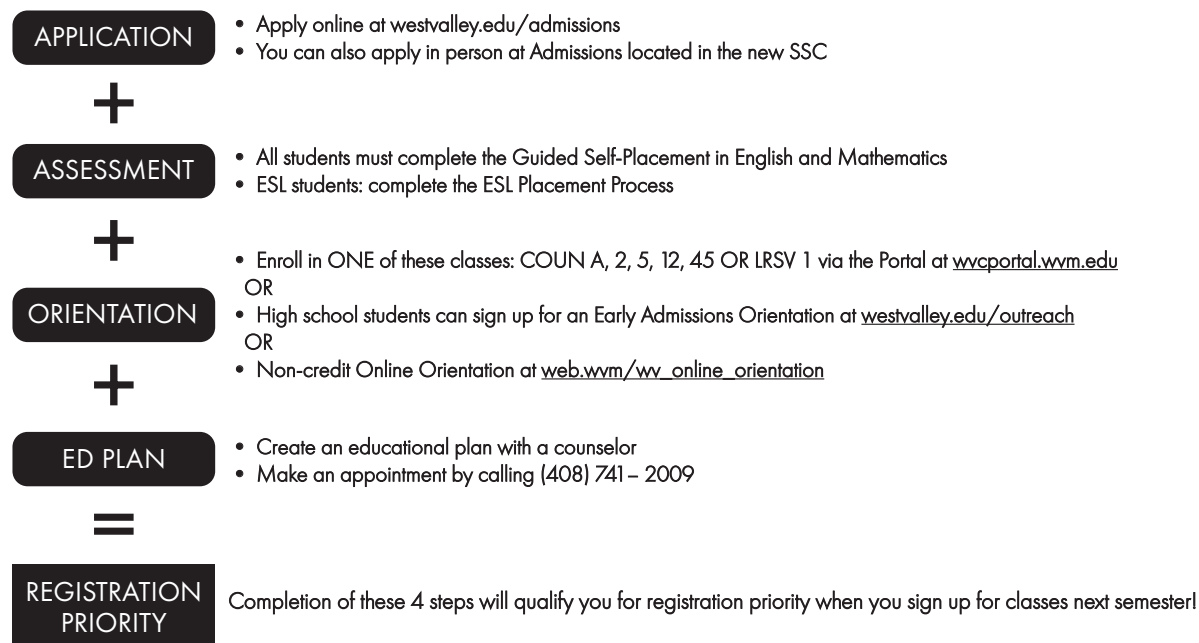 APPLICATION
• Apply online at westvalley.edu/admissions
• You can also apply in person at Admissions located in the new SSC
+
ASSESSMENT
• All students must complete the Guided Self-Placement in English and Mathematics
• ESL students: complete the ESL Placement Process
+
ORIENTATION
• Enroll in ONE of these classes: COUN A, 2, 5, 12, 45 OR LRSV 1 via the Portal at wvcportal.wvm.edu
OR
• High school students can sign up for an Early Admissions Orientation at westvalley.edu/outreach
OR
• Non-credit Online Orientation at web.wvm/wv_online_orientation
+
ED PLAN
• Create an educational plan with a counselor
• Make an appointment by calling (408) 741– 2009
=
REGISTRATION
PRIORITY
Completion of these 4 steps will qualify you for registration priority when you sign up for classes next semester!